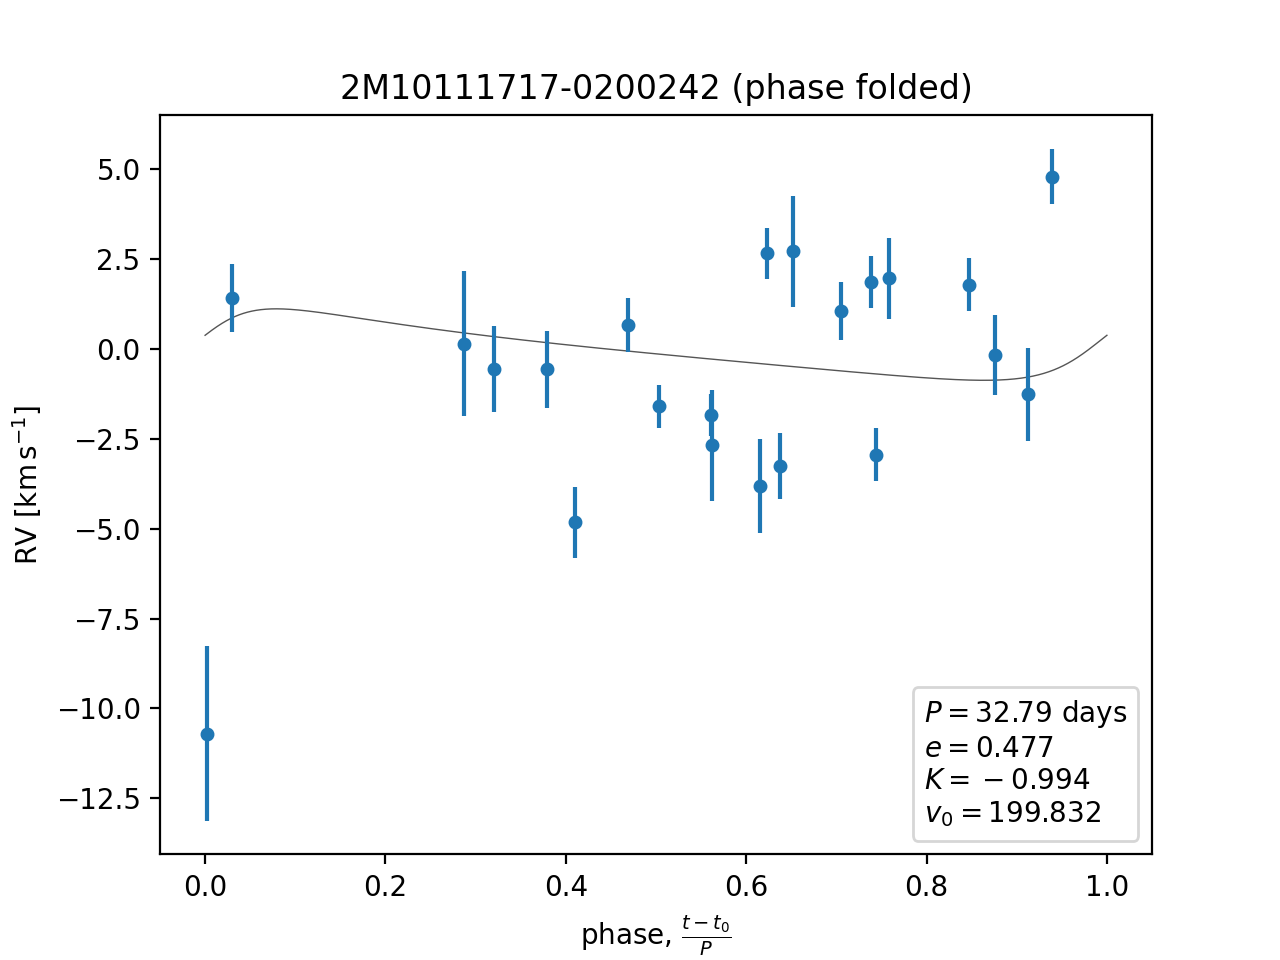 2M10111717-0200242 (phase folded)
5.0
2.5
0.0
−2.5
−5.0
−7.5
−10.0
−12.5
RV [km s⁻¹]
P = 32.79 days
e = 0.477
K = − 0.994
v₀ = 199.832
0.0 0.2 0.4 0.6 0.8 1.0
phase, (t − t₀)/P